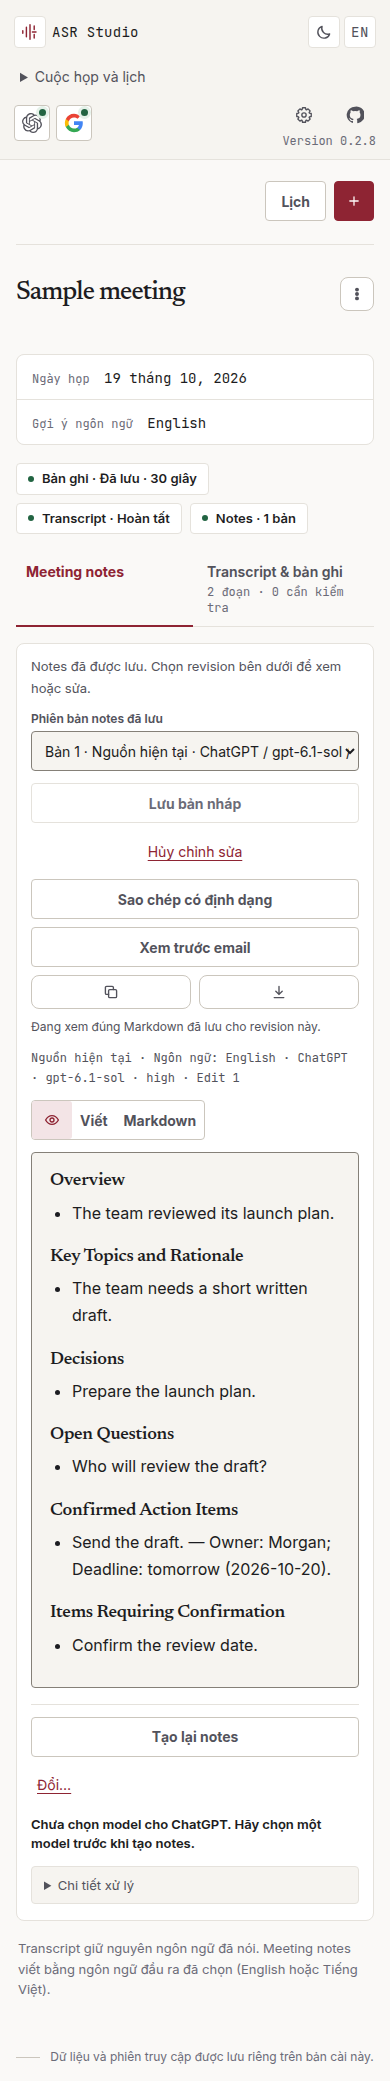 ASR Studio
EN
Cuộc họp và lịch
Version 0.2.8
Lịch
+
Sample meeting
Ngày họp 19 tháng 10, 2026
Gợi ý ngôn ngữ English
Bản ghi · Đã lưu · 30 giây
Transcript · Hoàn tất
Notes · 1 bản
Meeting notes
Transcript & bản ghi
2 đoạn · 0 cần kiểm
tra
Notes đã được lưu. Chọn revision bên dưới để xem
hoặc sửa.
Phiên bản notes đã lưu
Bản 1 · Nguồn hiện tại · ChatGPT / gpt-6.1-sol /
Lưu bản nháp
Hủy chỉnh sửa
Sao chép có định dạng
Xem trước email
Đang xem đúng Markdown đã lưu cho revision này.
Nguồn hiện tại · Ngôn ngữ: English · ChatGPT
· gpt-6.1-sol · high · Edit 1
Viết
Markdown
Overview
• The team reviewed its launch plan.
Key Topics and Rationale
• The team needs a short written
draft.
Decisions
• Prepare the launch plan.
Open Questions
• Who will review the draft?
Confirmed Action Items
• Send the draft. — Owner: Morgan;
Deadline: tomorrow (2026-10-20).
Items Requiring Confirmation
• Confirm the review date.
Tạo lại notes
Đổi...
Chưa chọn model cho ChatGPT. Hãy chọn một
model trước khi tạo notes.
Chi tiết xử lý
Transcript giữ nguyên ngôn ngữ đã nói. Meeting notes
viết bằng ngôn ngữ đầu ra đã chọn (English hoặc Tiếng
Việt).
Dữ liệu và phiên truy cập được lưu riêng trên bản cài này.